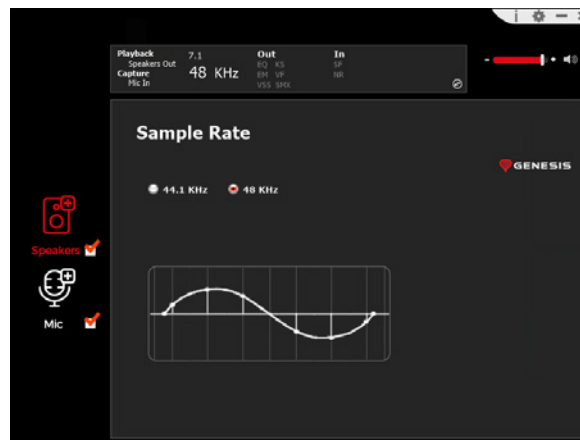 Playback
Speakers Out
Capture
Mic In
7.1
48 KHz
Out
EQ KS
EM VF
VSS SMX
In
SF
NR
Sample Rate
GENESIS
44.1 KHz
48 KHz
Speakers
Mic